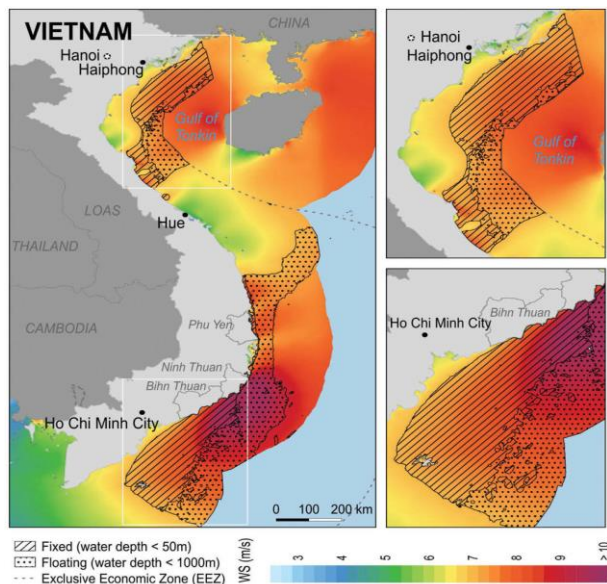 VIETNAM
CHINA
Hanoi
Haiphong
Gulf of
Tonkin
LOAS
Hue
THAILAND
CAMBODIA
Phu Yen
Ninh Thuan
Bihn Thuan
Ho Chi Minh City
0 100 200 km
Hanoi
Haiphong
Gulf of
Tonkin
Ho Chi Minh City
Bihn Thuan
Fixed (water depth < 50m)
Floating (water depth < 1000m)
Exclusive Economic Zone (EEZ)
WS (m/s)
3
4
5
6
7
8
9
>10